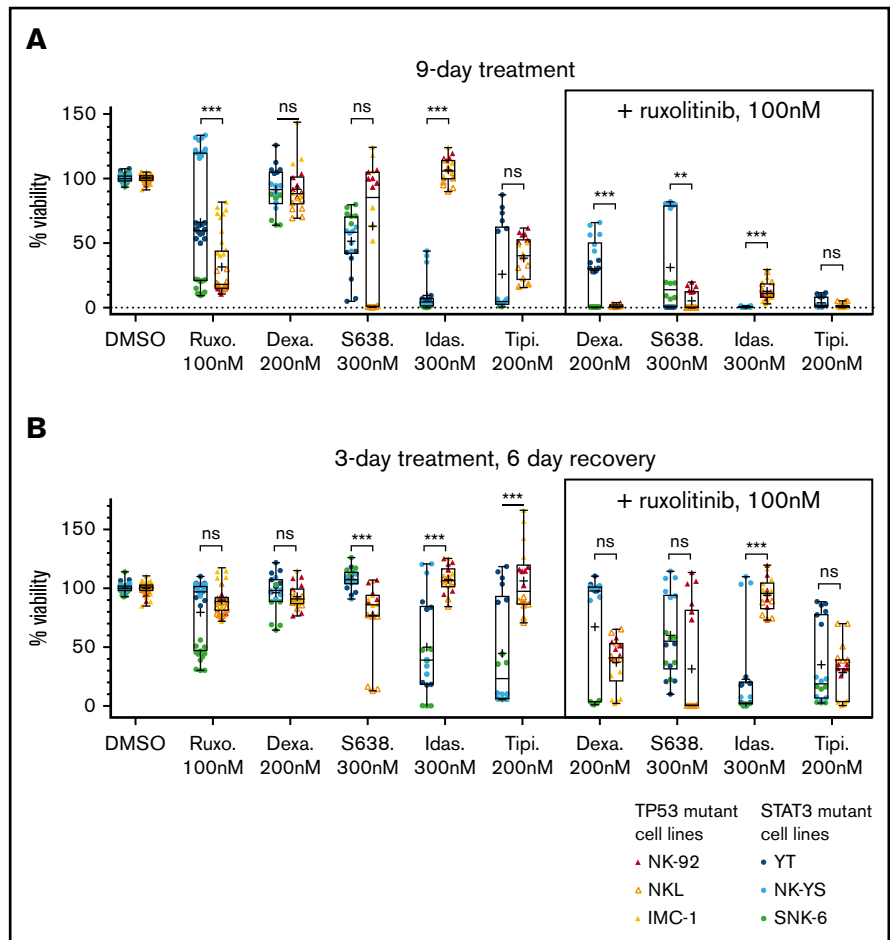 A
9-day treatment
+ ruxolitinib, 100nM
% viability
150
100
50
0
*** ns ns *** ns *** ** *** ns
DMSO Ruxo. Dexa. S638. Idas. Tipi. Dexa. S638. Idas. Tipi.
100nM 200nM 300nM 300nM 200nM 200nM 300nM 300nM 200nM
B
3-day treatment, 6 day recovery
+ ruxolitinib, 100nM
% viability
150
100
50
0
ns ns *** *** *** ns ns *** ns
DMSO Ruxo. Dexa. S638. Idas. Tipi. Dexa. S638. Idas. Tipi.
100nM 200nM 300nM 300nM 200nM 200nM 300nM 300nM 200nM
TP53 mutant STAT3 mutant
cell lines cell lines
NK-92 YT
NKL NK-YS
IMC-1 SNK-6